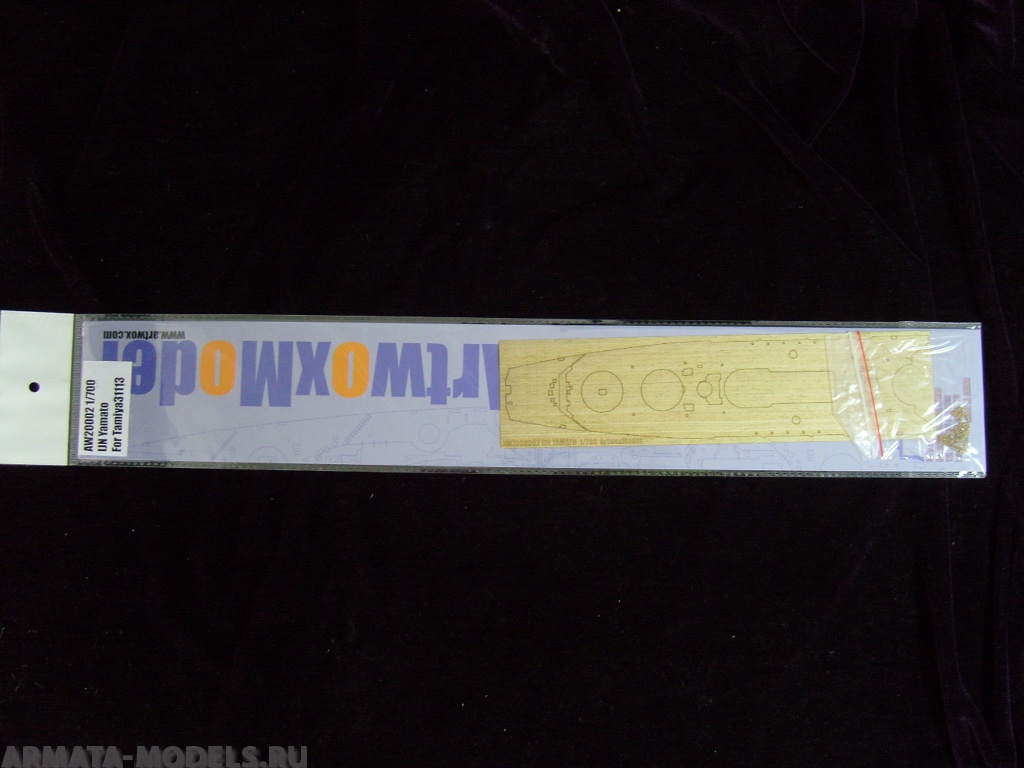 www.artwox.com
ArtwoxModel
AW20002 1/700
IJN Yamato
For Tamiya31113
ARMATA-MODELS.RU